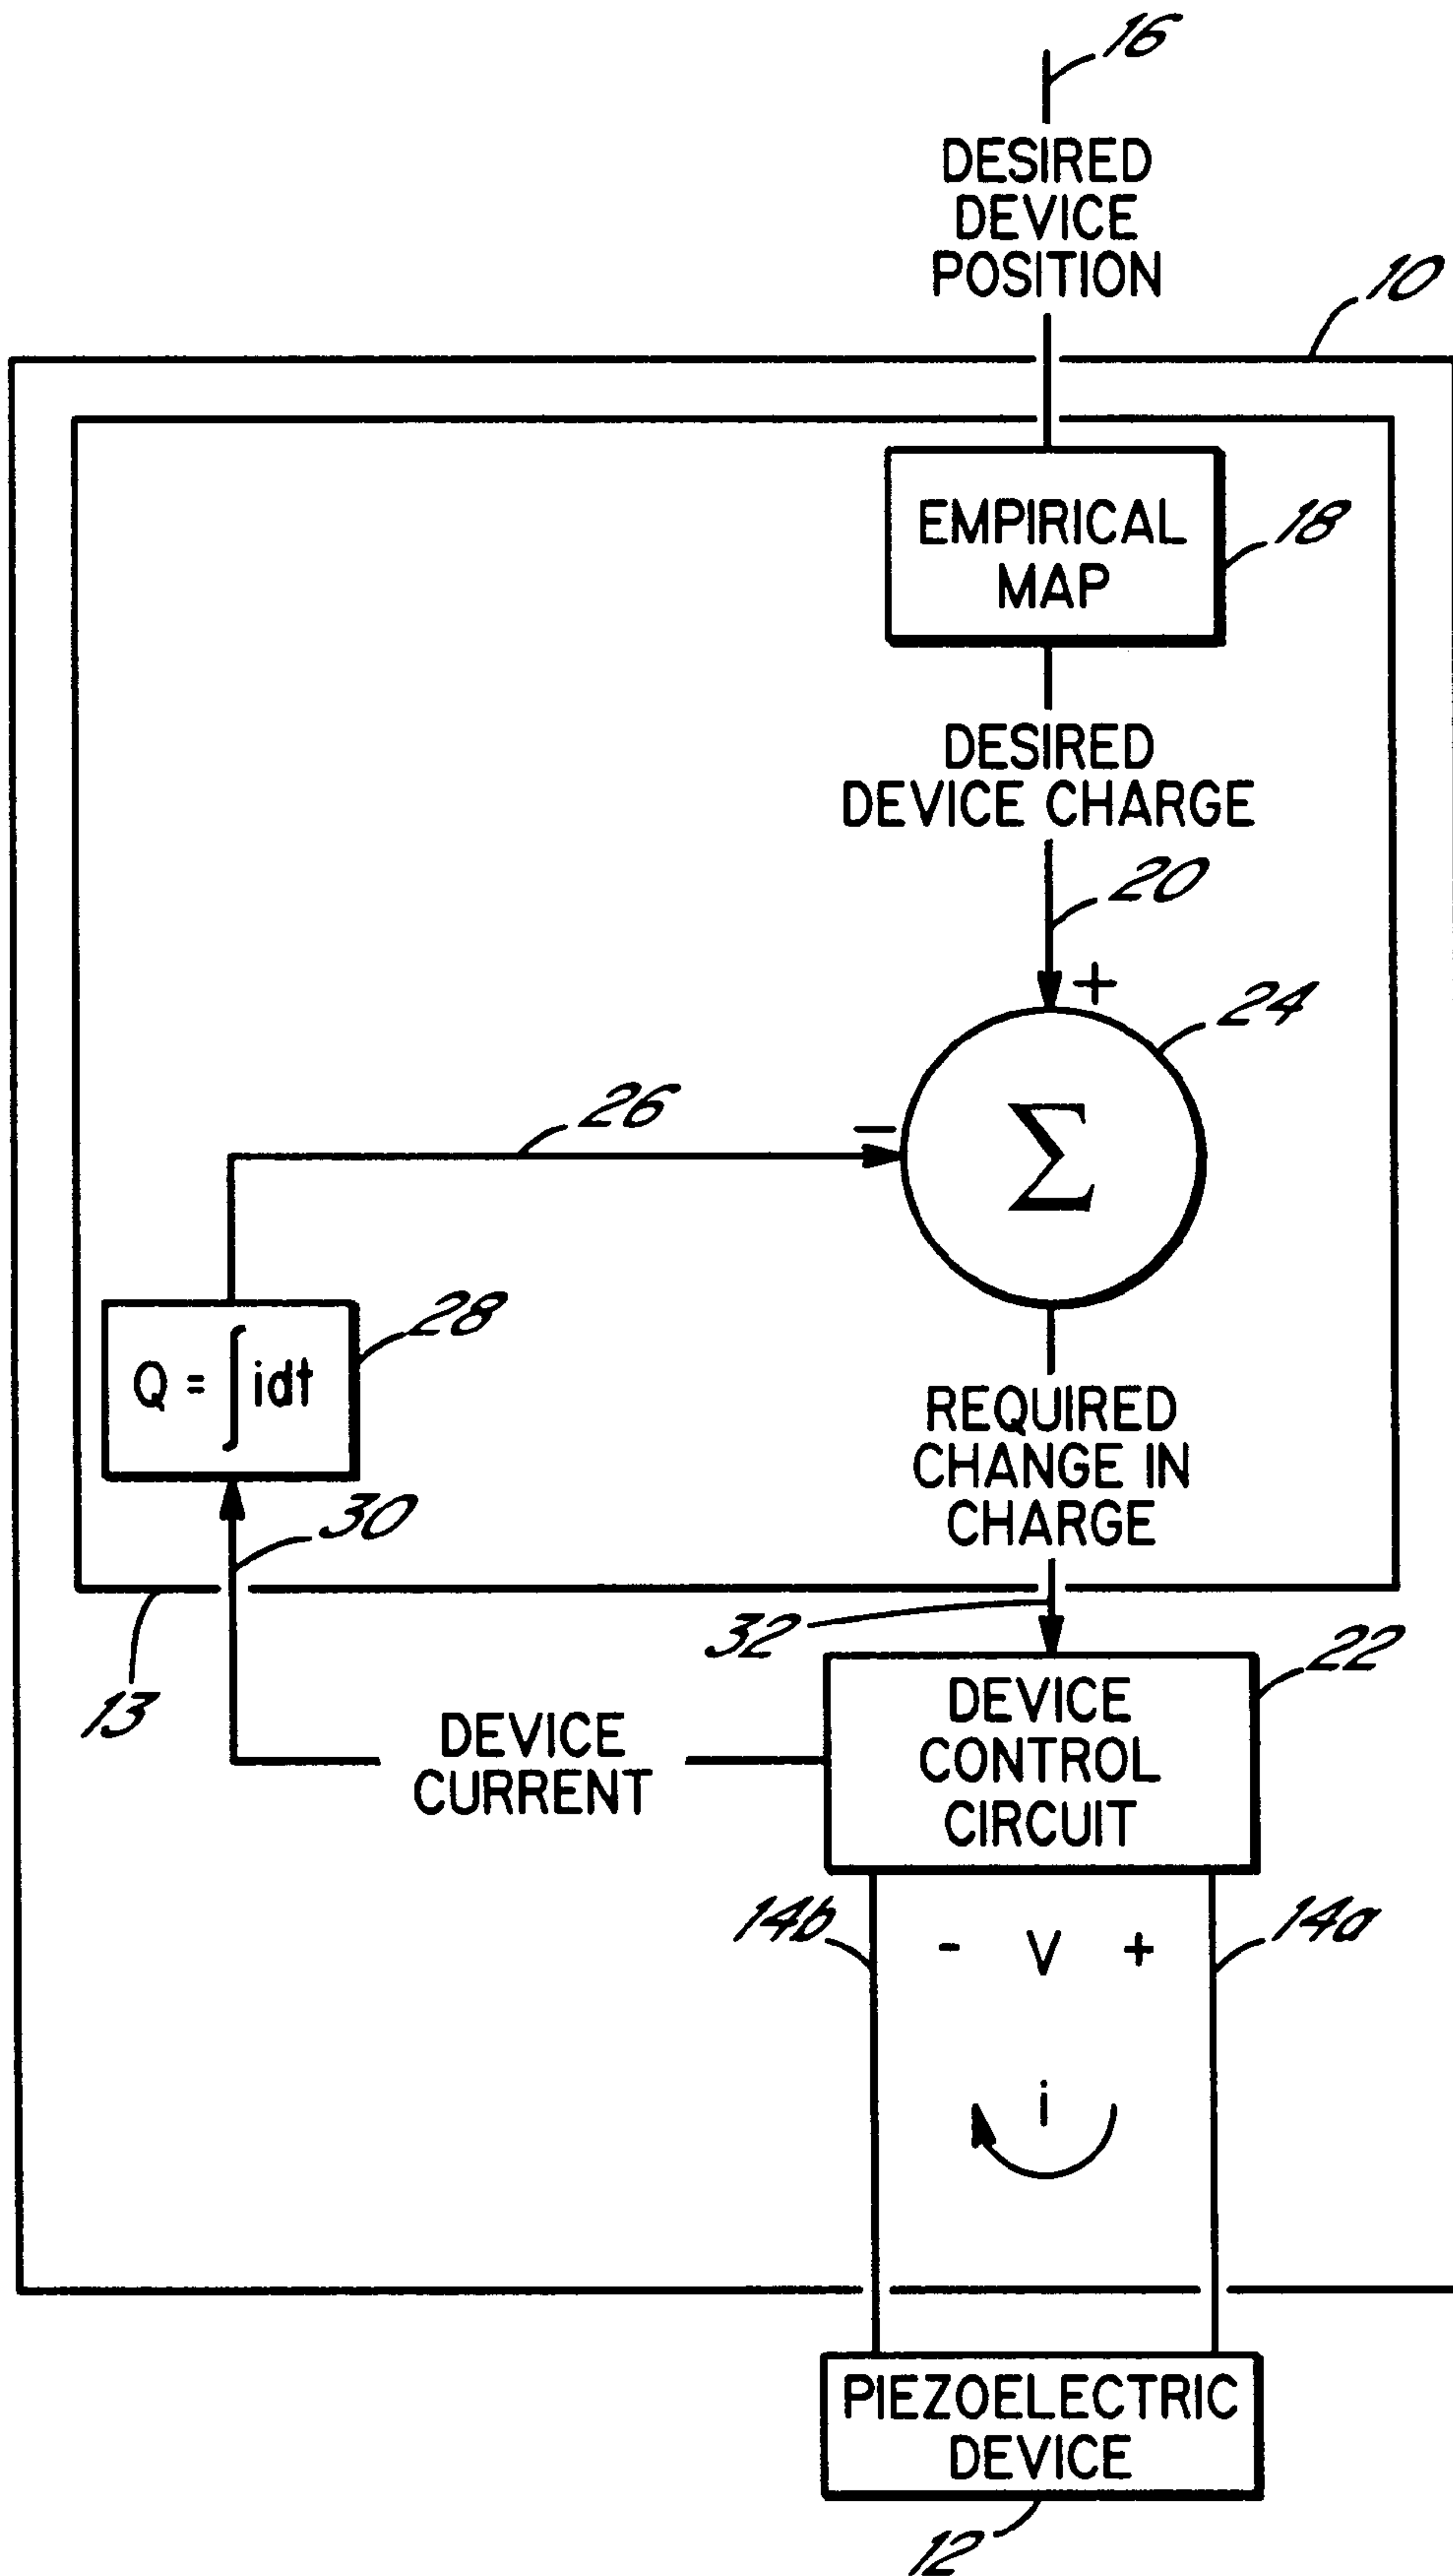 16
DESIRED
DEVICE
POSITION
10
EMPIRICAL
MAP
18
DESIRED
DEVICE CHARGE
20
+
24
Σ
26
−
28
Q = ∫ idt
REQUIRED
CHANGE IN
CHARGE
30
32
13
22
DEVICE
CONTROL
CIRCUIT
DEVICE
CURRENT
14b
- V +
14a
i
PIEZOELECTRIC
DEVICE
12